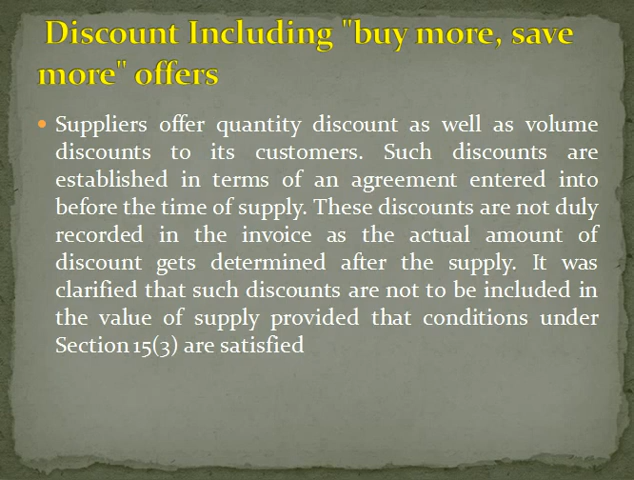 Discount Including "buy more, save
more" offers
• Suppliers offer quantity discount as well as volume
discounts to its customers. Such discounts are
established in terms of an agreement entered into
before the time of supply. These discounts are not duly
recorded in the invoice as the actual amount of
discount gets determined after the supply. It was
clarified that such discounts are not to be included in
the value of supply provided that conditions under
Section 15(3) are satisfied